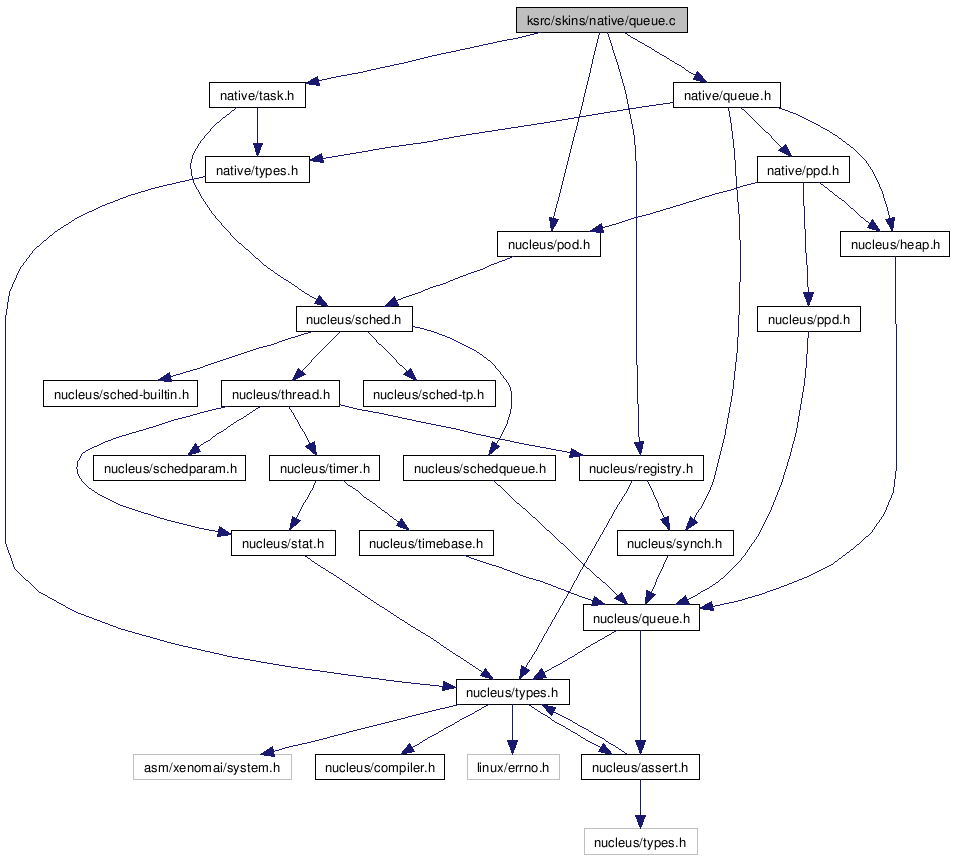 ksrc/skins/native/queue.c
native/task.h
native/queue.h
native/types.h
native/ppd.h
nucleus/pod.h
nucleus/heap.h
nucleus/sched.h
nucleus/ppd.h
nucleus/sched-builtin.h
nucleus/thread.h
nucleus/sched-tp.h
nucleus/schedparam.h
nucleus/timer.h
nucleus/schedqueue.h
nucleus/registry.h
nucleus/stat.h
nucleus/timebase.h
nucleus/synch.h
nucleus/queue.h
nucleus/types.h
asm/xenomai/system.h
nucleus/compiler.h
linux/errno.h
nucleus/assert.h
nucleus/types.h